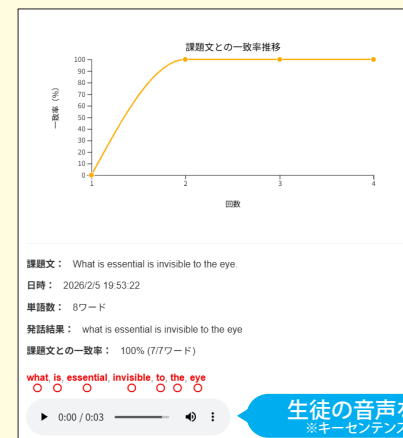 課題文との一致率推移
一致率（%）
100
90
80
70
60
50
40
30
20
10
0
1 2 3 4
回数
課題文： What is essential is invisible to the eye.
日時： 2026/2/5 19:53:22
単語数： 8ワード
発話結果： what is essential is invisible to the eye
課題文との一致率： 100% (7/7ワード)
what, is, essential, invisible, to, the, eye
0:00 / 0:03
生徒の音声を
※キーセンテンス